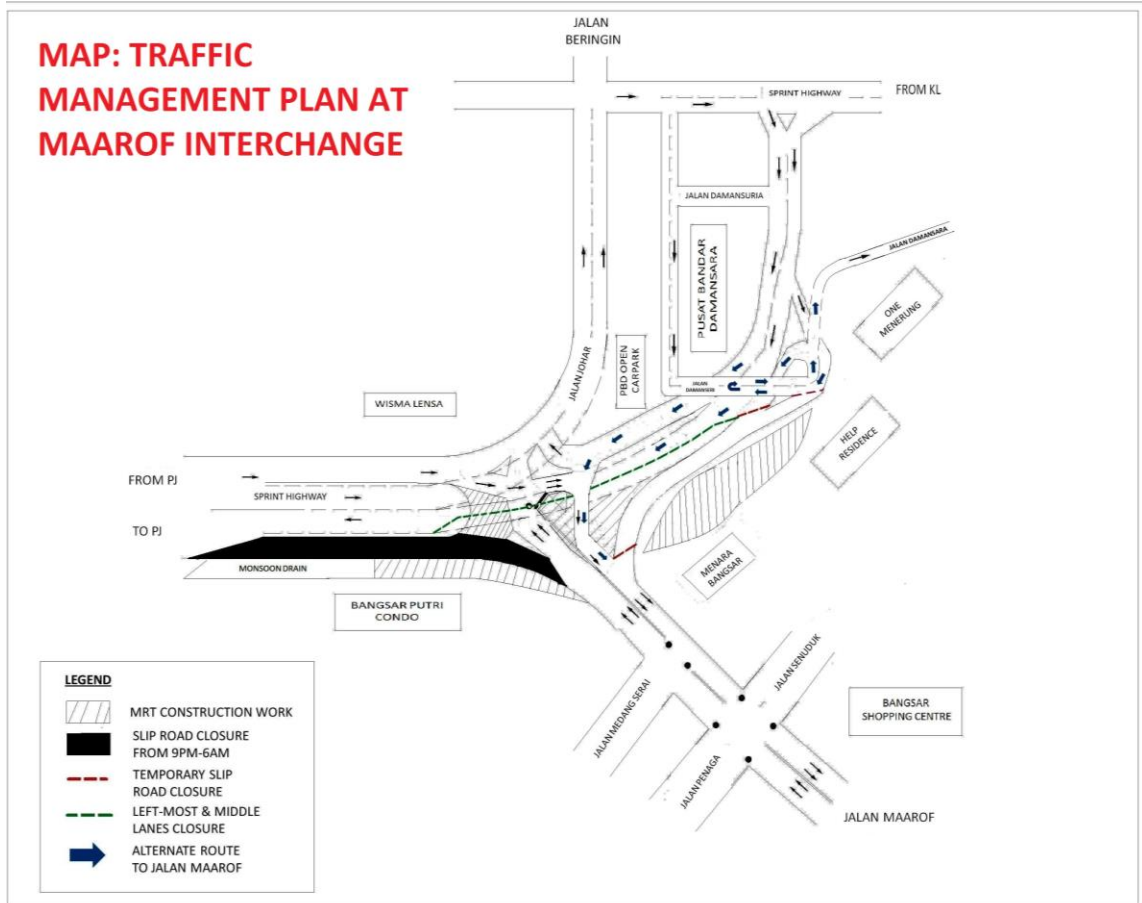 MAP: TRAFFIC
MANAGEMENT PLAN AT
MAAROF INTERCHANGE
JALAN
BERINGIN
SPRINT HIGHWAY
FROM KL
JALAN DAMANSURIA
JALAN DAMANSARA
PUSAT BANDAR
DAMANSARA
ONE
MENERUNG
JALAN JOHAR
PBD OPEN
CARPARK
JALAN
DAMANSERI
WISMA LENSA
HELP
RESIDENCE
FROM PJ
SPRINT HIGHWAY
TO PJ
MONSOON DRAIN
MENARA
BANGSAR
BANGSAR PUTRI
CONDO
JALAN MEDANG SERAI
JALAN SENUDUK
BANGSAR
SHOPPING CENTRE
JALAN PENAGA
JALAN MAAROF
LEGEND
MRT CONSTRUCTION WORK
SLIP ROAD CLOSURE
FROM 9PM-6AM
TEMPORARY SLIP
ROAD CLOSURE
LEFT-MOST & MIDDLE
LANES CLOSURE
ALTERNATE ROUTE
TO JALAN MAAROF